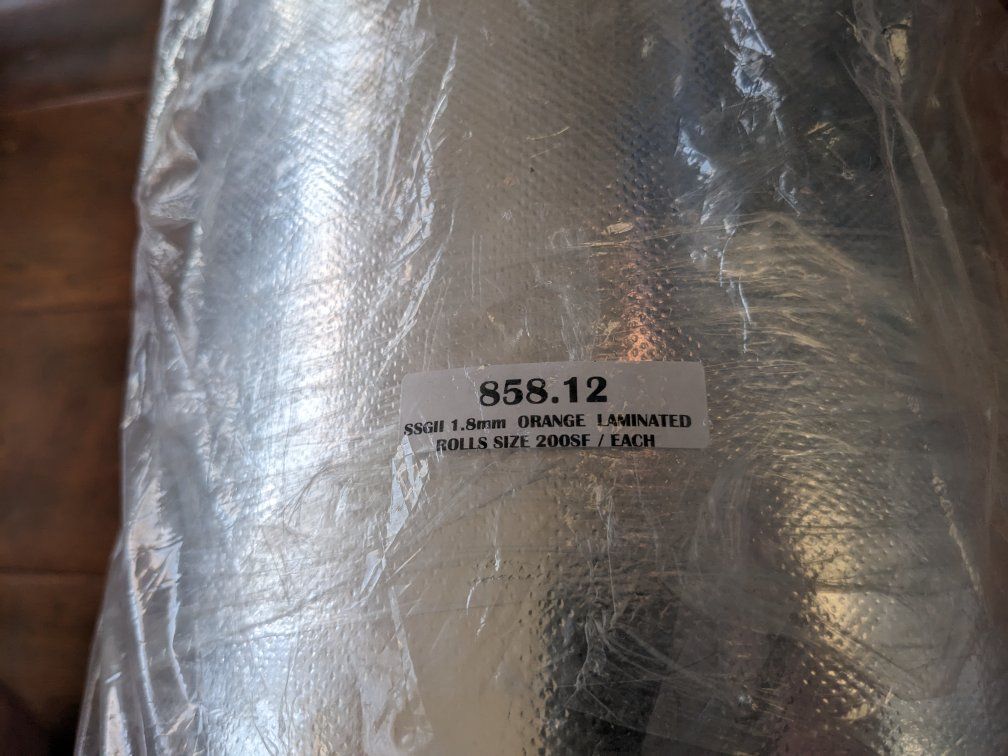 858.12
SSGII 1.8mm ORANGE LAMINATED
ROLLS SIZE 200SF / EACH